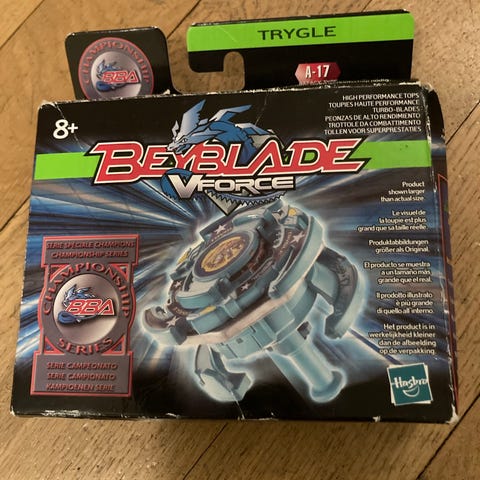 TRYGLE
A-17
CHAMPIONSHIP
BBA
HIGH PERFORMANCE TOPS
TOUPIES HAUTE PERFORMANCE
TURBO-BLADES
PEONZAS DE ALTO RENDIMIENTO
TROTTOLE DA COMBATTIMENTO
TOLLEN VOOR SUPERPRESTATIES
8+
BEYBLADE
VFORCE
Product
shown larger
than actual size.
Le visuel de
la toupie est plus
grand que sa taille réelle
Produktabbildungen
größer als Original.
El producto se muestra
a un tamaño más
grande que el real.
Il prodotto illustrato
è più grande
di quello all'interno.
Het product is in
werkelijkheid kleiner
dan de afbeelding
op de verpakking
SERIE SPECIALE CHAMPIONS
CHAMPIONSHIP SERIES
CHAMPIONSHIP
BBA
SERIES
SERIE CAMPEONATO
SERIE CAMPIONATO
KAMPIOENEN SERIE
Hasbro